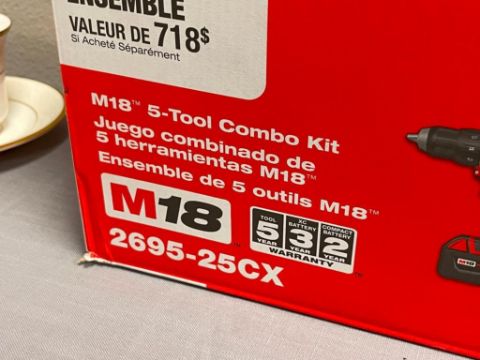 ENSEMBLE
VALEUR DE 718$
Si Acheté Séparément
M18™ 5-Tool Combo Kit
Juego combinado de
5 herramientas M18™
Ensemble de 5 outils M18™
M18™
TOOL 5 YEAR XC BATTERY 3 YEAR COMPACT BATTERY 2 YEAR
WARRANTY
2695-25CX
M18